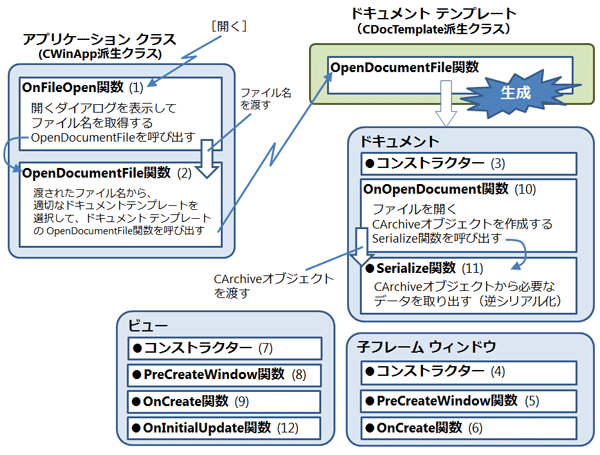 ［開く］
アプリケーション クラス
(CWinApp派生クラス)
OnFileOpen関数 (1)
開くダイアログを表示して
ファイル名を取得する
OpenDocumentFileを呼び出す
ファイル名
を渡す
OpenDocumentFile関数 (2)
渡されたファイル名から、
適切なドキュメントテンプレートを
選択して、ドキュメント テンプレート
の OpenDocumentFile関数を呼び出す
ドキュメント テンプレート
（CDocTemplate派生クラス）
OpenDocumentFile関数
生成
ドキュメント
●コンストラクター (3)
OnOpenDocument関数 (10)
ファイルを開く
CArchiveオブジェクトを作成する
Serialize関数を呼び出す
CArchiveオブジェクト
を渡す
●Serialize関数 (11)
CArchiveオブジェクトから必要な
データを取り出す（逆シリアル化）
ビュー
●コンストラクター (7)
●PreCreateWindow関数 (8)
●OnCreate関数 (9)
●OnInitialUpdate関数 (12)
子フレーム ウィンドウ
●コンストラクター (4)
●PreCreateWindow関数 (5)
●OnCreate関数 (6)